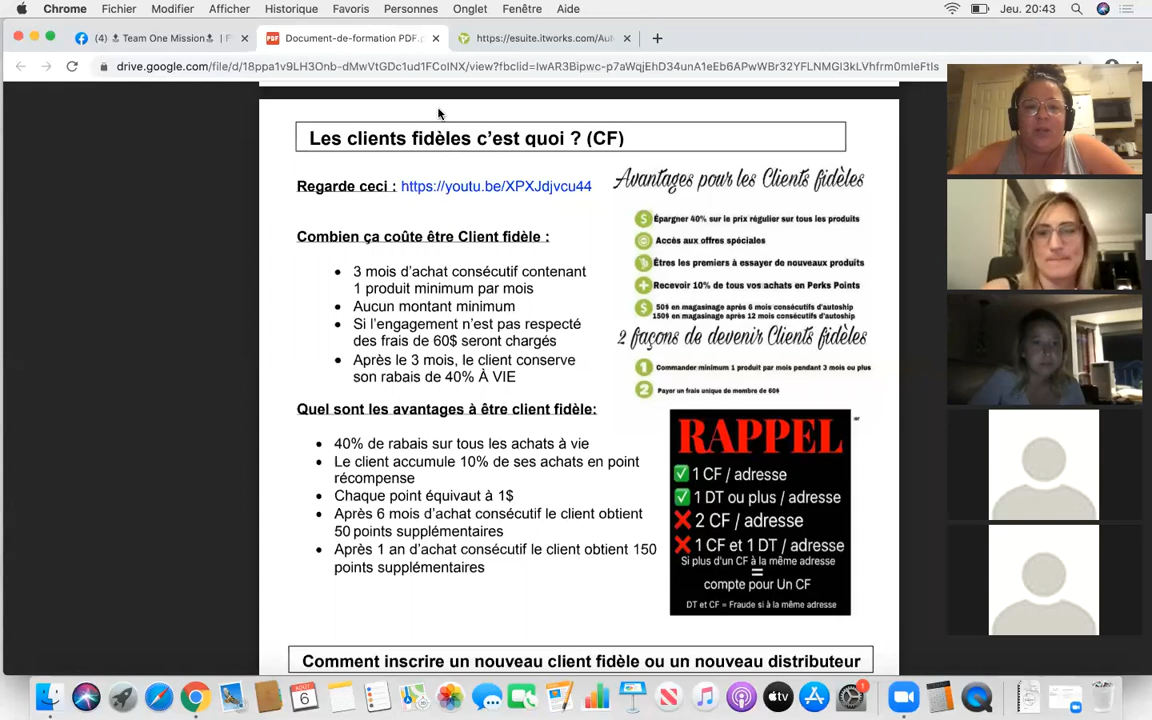 Chrome Fichier Modifier Afficher Historique Favoris Personnes Onglet Fenêtre Aide Jeu. 20:43
(4) Team One Mission | F
Document-de-formation PDF.p
https://esuite.itworks.com/Aut
drive.google.com/file/d/18ppa1v9LH3Onb-dMwVtGDc1ud1FCoINX/view?fbclid=IwAR3Bipwc-p7aWqjEhD34unA1eEb6APwWBr32YFLNMGI3kLVhfrm0mIeFtIs
Les clients fidèles c'est quoi ? (CF)
Regarde ceci : https://youtu.be/XPXJdjvcu44
Combien ça coûte être Client fidèle :
• 3 mois d'achat consécutif contenant
1 produit minimum par mois
• Aucun montant minimum
• Si l'engagement n'est pas respecté
des frais de 60$ seront chargés
• Après le 3 mois, le client conserve
son rabais de 40% À VIE
Quel sont les avantages à être client fidèle:
• 40% de rabais sur tous les achats à vie
• Le client accumule 10% de ses achats en point
récompense
• Chaque point équivaut à 1$
• Après 6 mois d'achat consécutif le client obtient
50 points supplémentaires
• Après 1 an d'achat consécutif le client obtient 150
points supplémentaires
Avantages pour les Clients fidèles
$ Épargner 40% sur le prix régulier sur tous les produits
Accès aux offres spéciales
Êtres les premiers à essayer de nouveaux produits
+ Recevoir 10% de tous vos achats en Perks Points
$ 50$ en magasinage après 6 mois consécutifs d'autoship
150$ en magasinage après 12 mois consécutifs d'autoship
2 façons de devenir Clients fidèles
1 Commander minimum 1 produit par mois pendant 3 mois ou plus
2 Payer un frais unique de membre de 60$
RAPPEL
✅ 1 CF / adresse
✅ 1 DT ou plus / adresse
❌ 2 CF / adresse
❌ 1 CF et 1 DT / adresse
Si plus d'un CF à la même adresse
=
compte pour Un CF
DT et CF = Fraude si à la même adresse
Comment inscrire un nouveau client fidèle ou un nouveau distributeur
AOÛT
6
tv
1